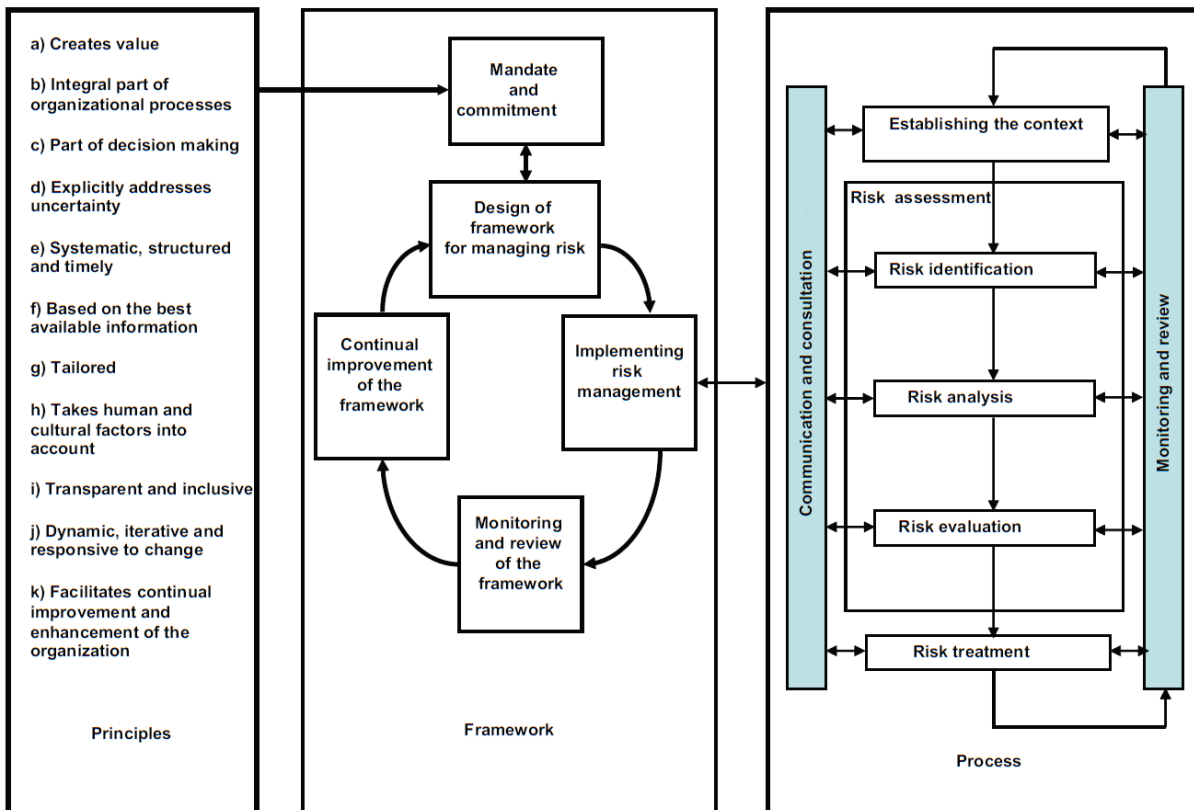 a) Creates value
b) Integral part of
organizational processes
c) Part of decision making
d) Explicitly addresses
uncertainty
e) Systematic, structured
and timely
f) Based on the best
available information
g) Tailored
h) Takes human and
cultural factors into
account
i) Transparent and inclusive
j) Dynamic, iterative and
responsive to change
k) Facilitates continual
improvement and
enhancement of the
organization
Principles
Mandate
and
commitment
Design of
framework
for managing risk
Implementing
risk
management
Monitoring
and review
of the
framework
Continual
improvement
of the
framework
Framework
Communication and consultation
Establishing the context
Risk assessment
Risk identification
Risk analysis
Risk evaluation
Risk treatment
Monitoring and review
Process